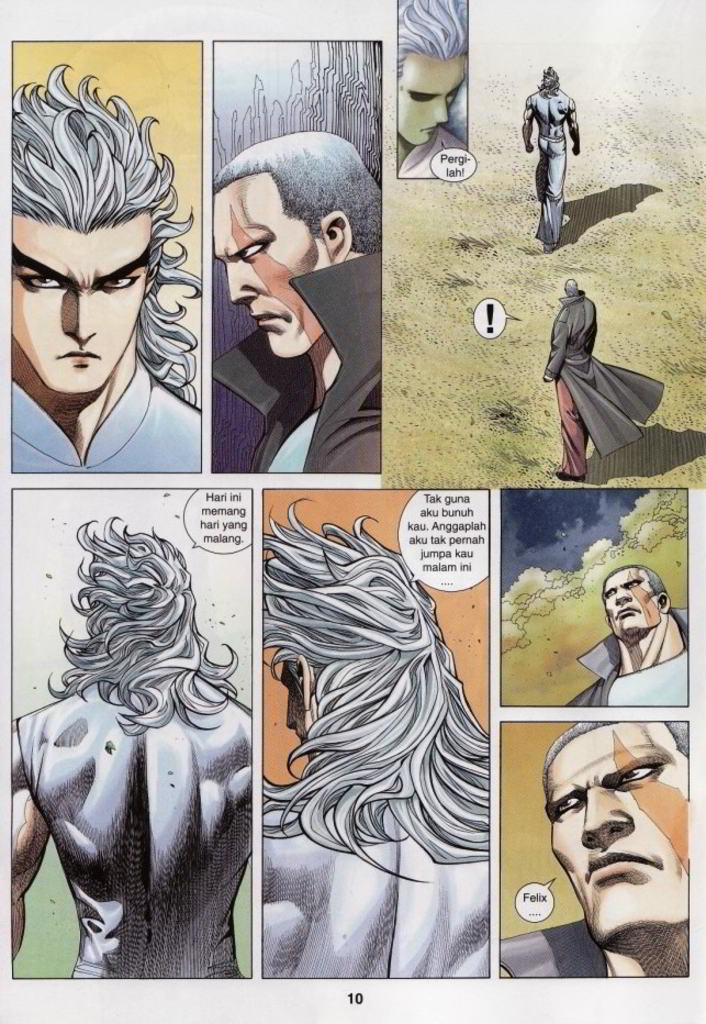 Pergi-
lah!
!
Hari ini
memang
hari yang
malang.
Tak guna
aku bunuh
kau. Anggaplah
aku tak pernah
jumpa kau
malam ini
....
Felix
....
10